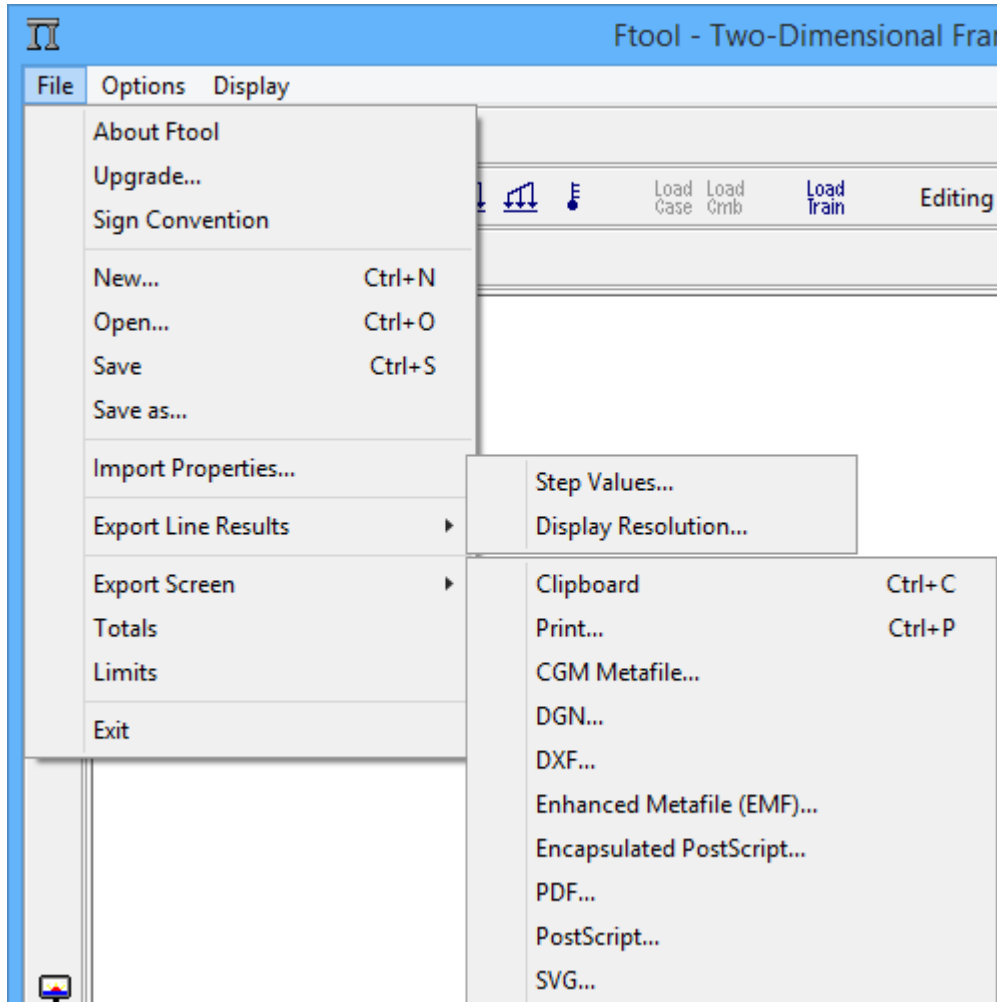 Ftool - Two-Dimensional Fra
File Options Display
About Ftool
Upgrade...
Sign Convention
New... Ctrl+N
Open... Ctrl+O
Save Ctrl+S
Save as...
Import Properties...
Export Line Results
Export Screen
Totals
Limits
Exit
Load Case
Load Cmb
Load Train
Editing
Step Values...
Display Resolution...
Clipboard Ctrl+C
Print... Ctrl+P
CGM Metafile...
DGN...
DXF...
Enhanced Metafile (EMF)...
Encapsulated PostScript...
PDF...
PostScript...
SVG...